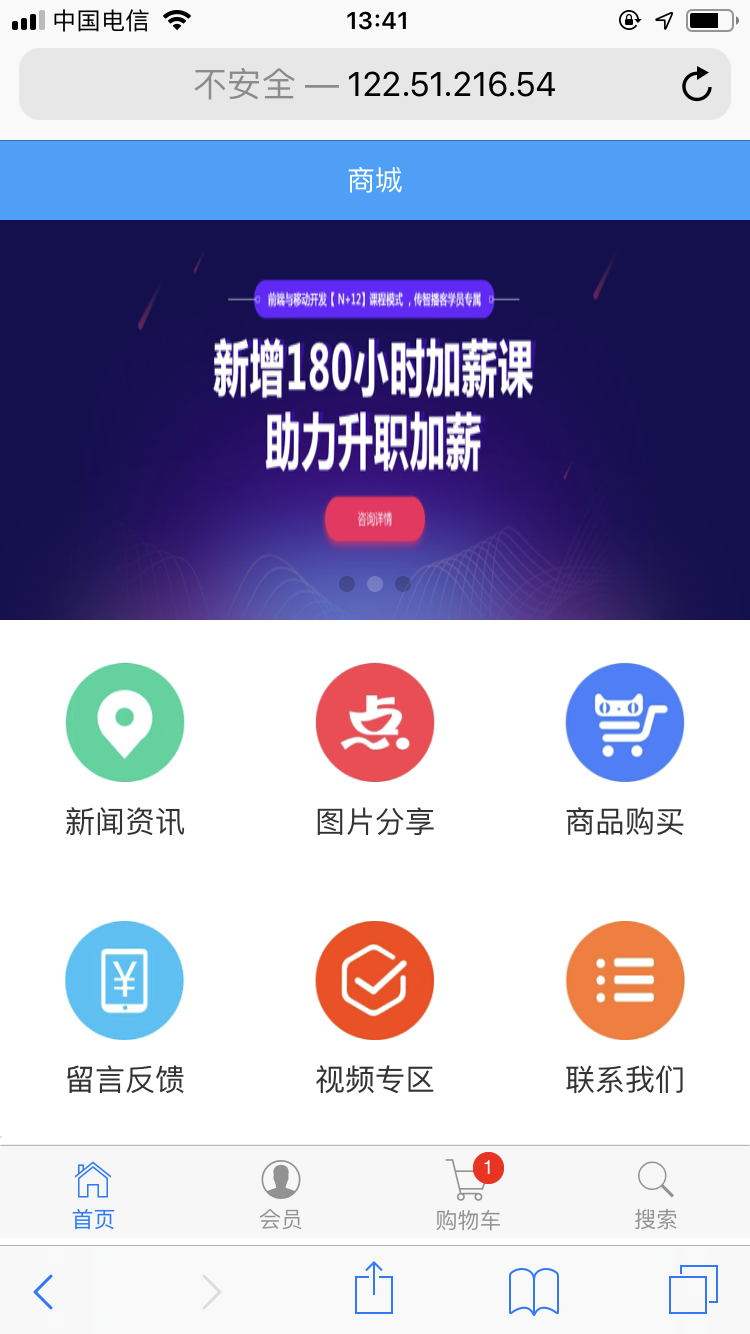 中国电信 13:41
不安全 — 122.51.216.54
商城
前端与移动开发【 N+12】课程模式 ，传智播客学员专属
新增180小时加薪课
助力升职加薪
咨询详情
点
新闻资讯 图片分享 商品购买
¥
留言反馈 视频专区 联系我们
1
首页 会员 购物车 搜索